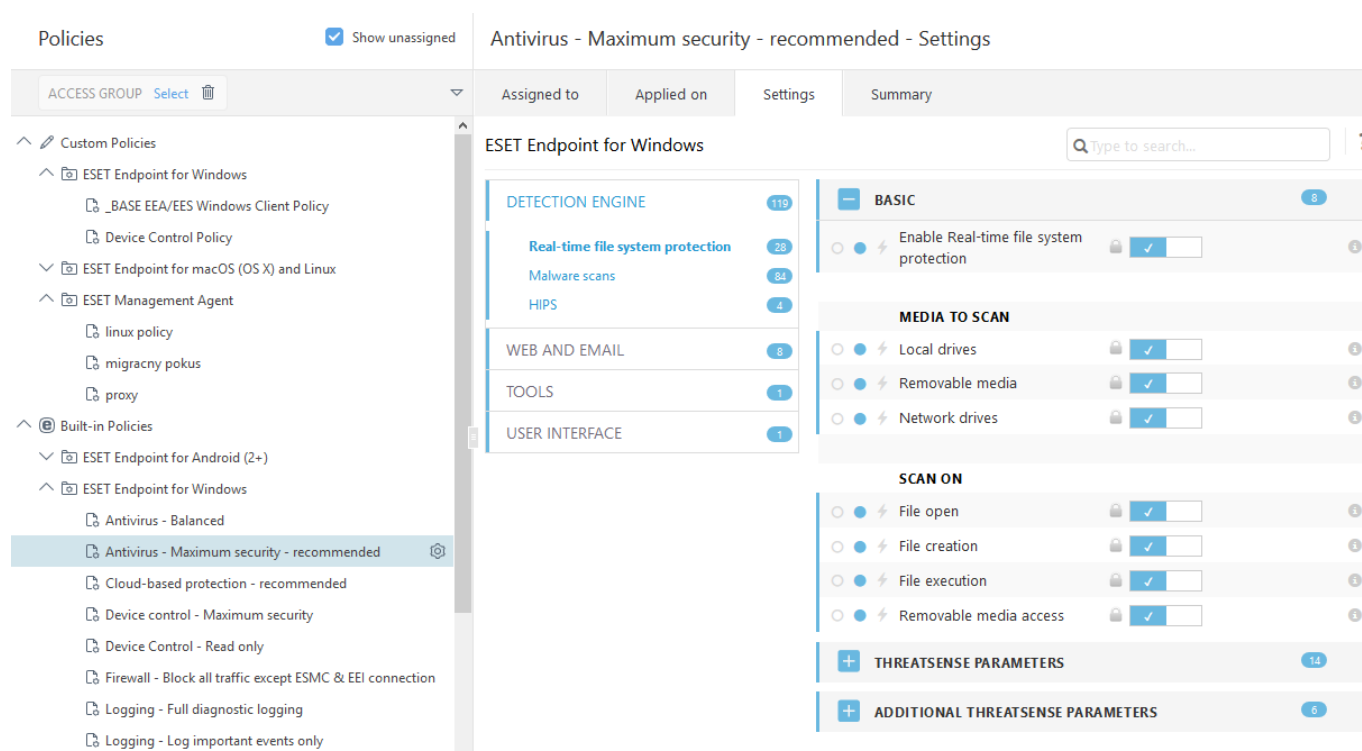 Policies
Show unassigned
ACCESS GROUP Select
Custom Policies
ESET Endpoint for Windows
_BASE EEA/EES Windows Client Policy
Device Control Policy
ESET Endpoint for macOS (OS X) and Linux
ESET Management Agent
linux policy
migracny pokus
proxy
Built-in Policies
ESET Endpoint for Android (2+)
ESET Endpoint for Windows
Antivirus - Balanced
Antivirus - Maximum security - recommended
Cloud-based protection - recommended
Device control - Maximum security
Device Control - Read only
Firewall - Block all traffic except ESMC & EEI connection
Logging - Full diagnostic logging
Logging - Log important events only
Antivirus - Maximum security - recommended - Settings
Assigned to
Applied on
Settings
Summary
ESET Endpoint for Windows
Type to search...
DETECTION ENGINE 119
Real-time file system protection 28
Malware scans 84
HIPS 4
WEB AND EMAIL 8
TOOLS 1
USER INTERFACE 1
BASIC 8
Enable Real-time file system
protection
MEDIA TO SCAN
Local drives
Removable media
Network drives
SCAN ON
File open
File creation
File execution
Removable media access
THREATSENSE PARAMETERS 14
ADDITIONAL THREATSENSE PARAMETERS 6